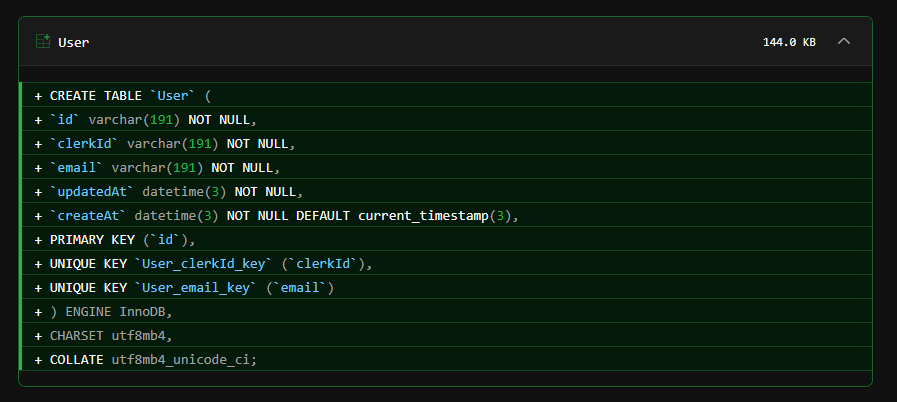 User
144.0 KB
+ CREATE TABLE `User` (
+ `id` varchar(191) NOT NULL,
+ `clerkId` varchar(191) NOT NULL,
+ `email` varchar(191) NOT NULL,
+ `updatedAt` datetime(3) NOT NULL,
+ `createAt` datetime(3) NOT NULL DEFAULT current_timestamp(3),
+ PRIMARY KEY (`id`),
+ UNIQUE KEY `User_clerkId_key` (`clerkId`),
+ UNIQUE KEY `User_email_key` (`email`)
+ ) ENGINE InnoDB,
+ CHARSET utf8mb4,
+ COLLATE utf8mb4_unicode_ci;